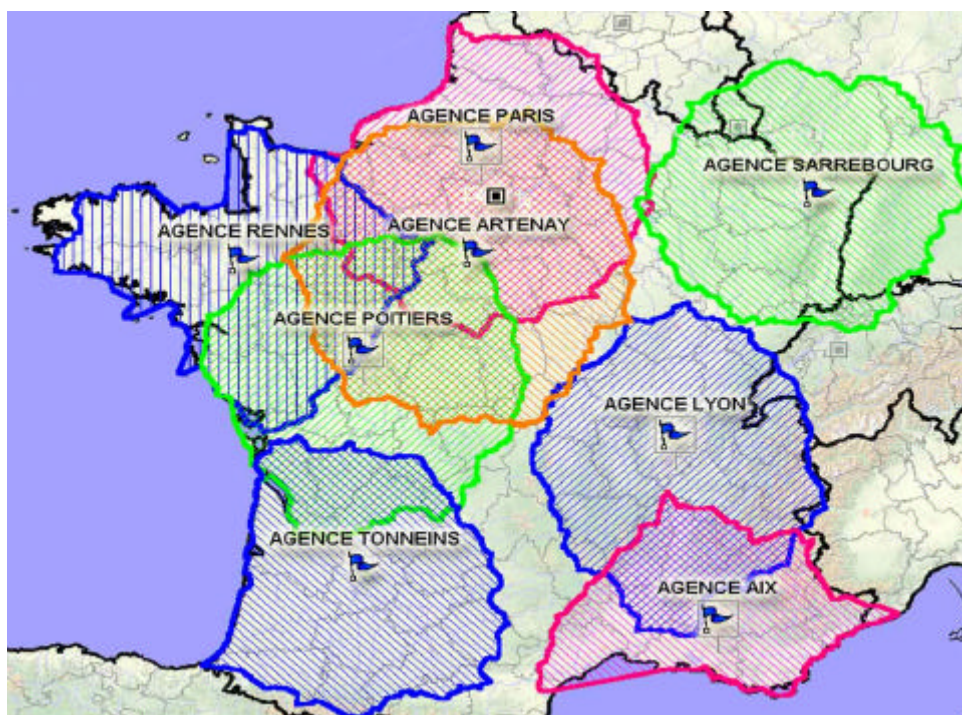 AGENCE PARIS
AGENCE SARREBOURG
AGENCE RENNES
AGENCE ARTENAY
AGENCE POITIERS
AGENCE LYON
AGENCE TONNEINS
AGENCE AIX